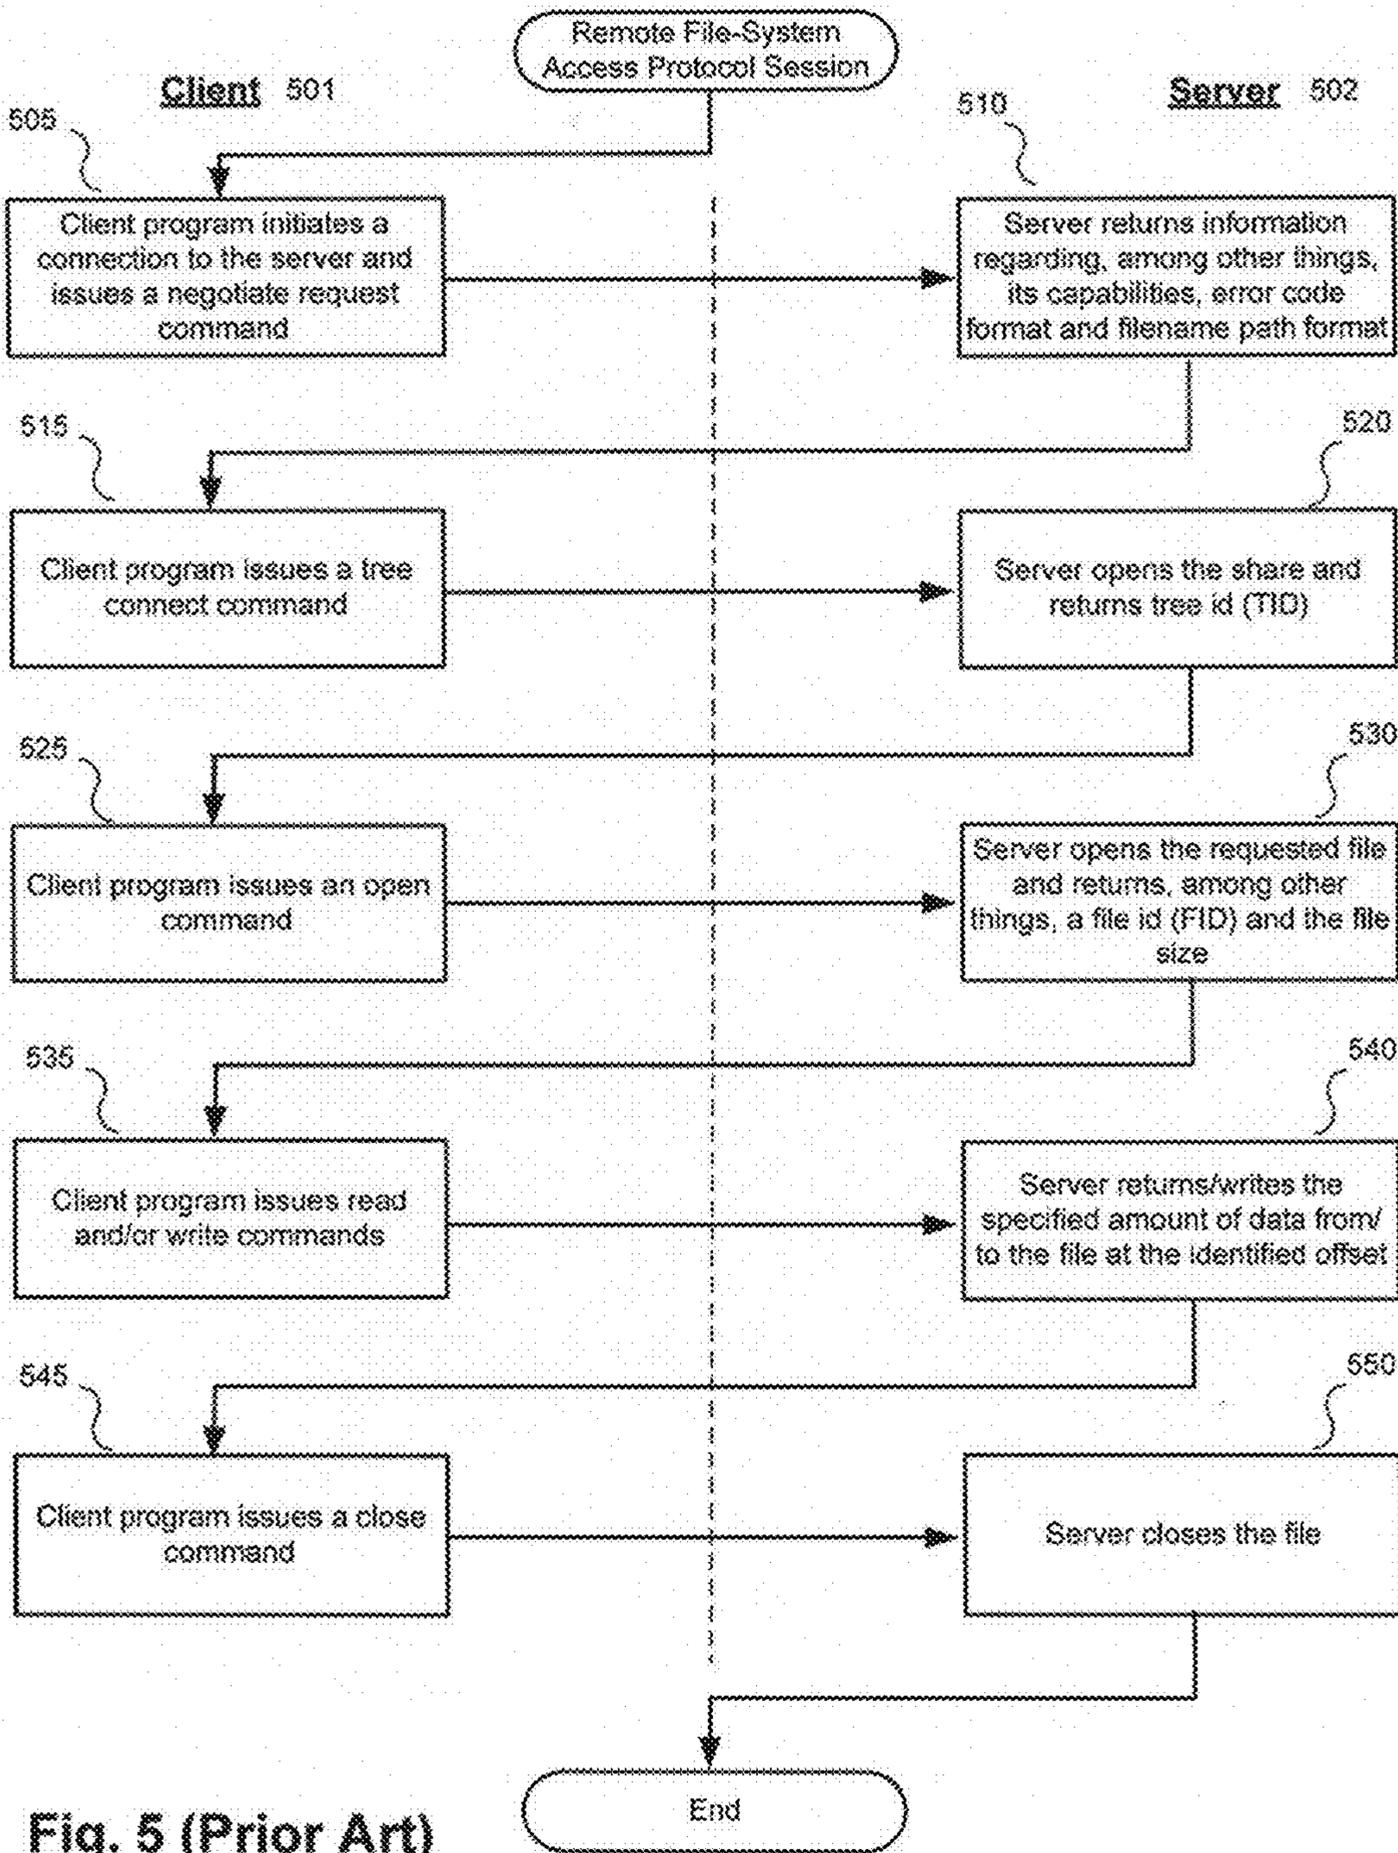 Remote File-System
Access Protocol Session
Client 501
Server 502
505
510
Client program initiates a
connection to the server and
issues a negotiate request
command
Server returns information
regarding, among other things,
its capabilities, error code
format and filename path format
515
520
Client program issues a tree
connect command
Server opens the share and
returns tree id (TID)
525
530
Client program issues an open
command
Server opens the requested file
and returns, among other
things, a file id (FID) and the file
size
535
540
Client program issues read
and/or write commands
Server returns/writes the
specified amount of data from/
to the file at the identified offset
545
550
Client program issues a close
command
Server closes the file
End
Fig. 5 (Prior Art)